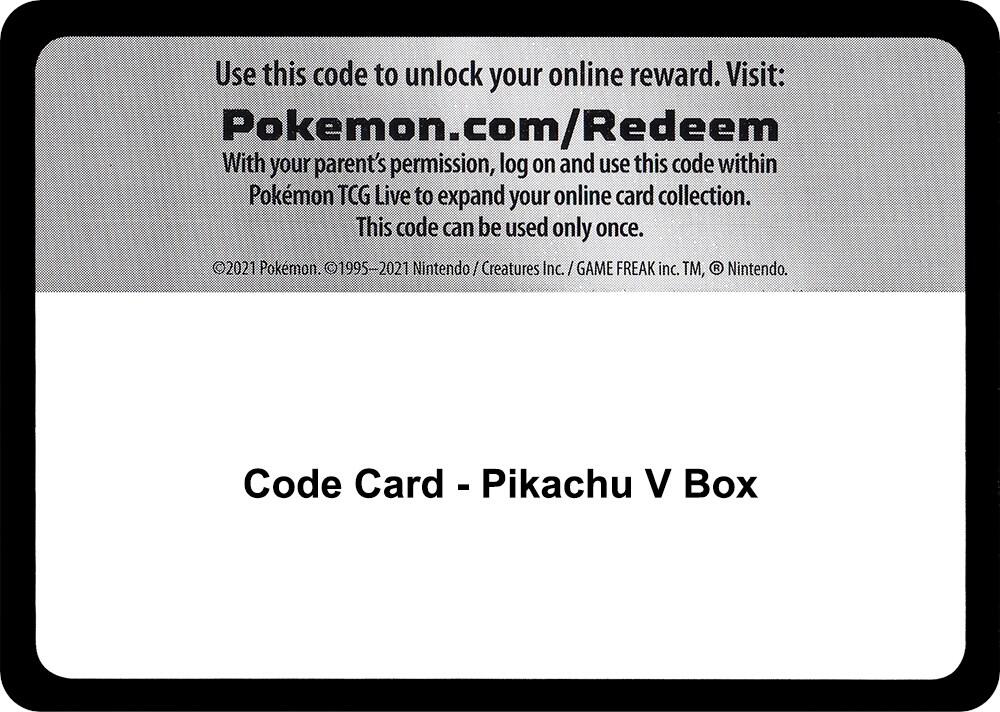 Use this code to unlock your online reward. Visit:
Pokemon.com/Redeem
With your parent's permission, log on and use this code within
Pokémon TCG Live to expand your online card collection.
This code can be used only once.
©2021 Pokémon. ©1995–2021 Nintendo / Creatures Inc. / GAME FREAK inc. TM, ® Nintendo.
Code Card - Pikachu V Box